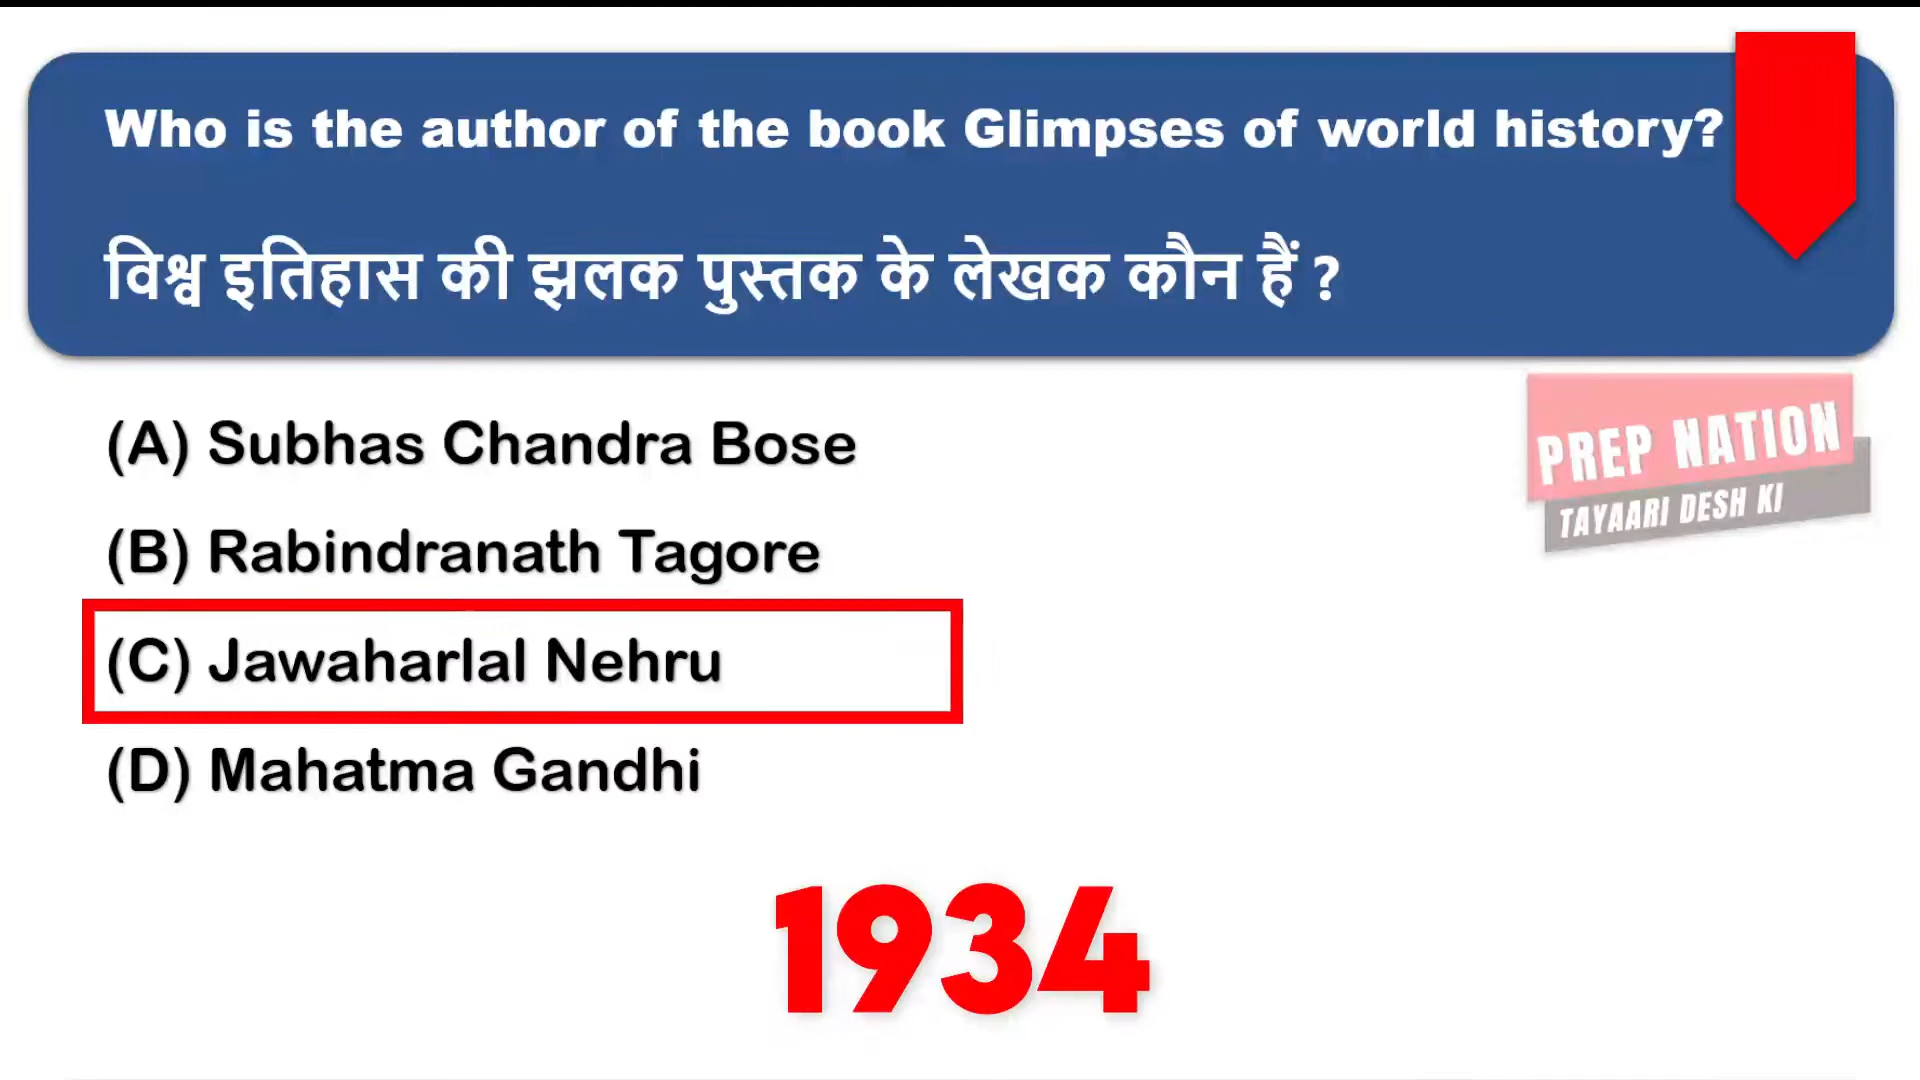 Who is the author of the book Glimpses of world history?
विश्व इतिहास की झलक पुस्तक के लेखक कौन हैं ?
PREP NATION
TAYAARI DESH KI
(A) Subhas Chandra Bose
(B) Rabindranath Tagore
(C) Jawaharlal Nehru
(D) Mahatma Gandhi
1934